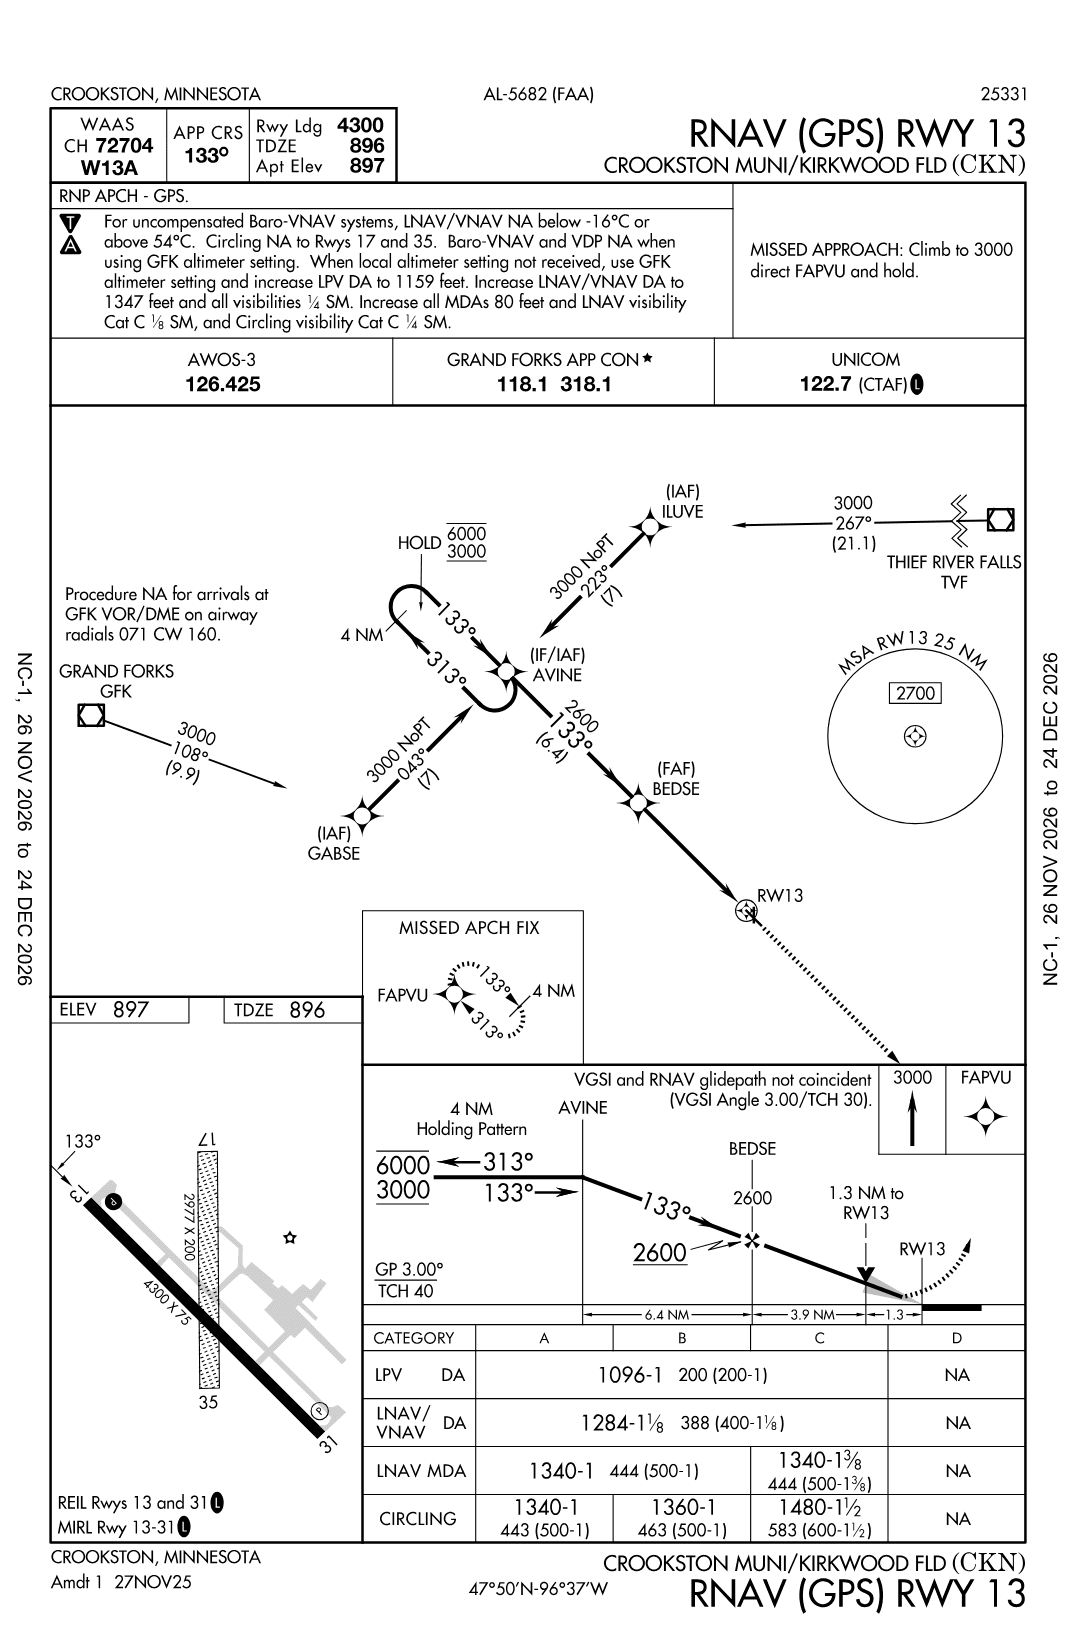 CROOKSTON, MINNESOTA
AL-5682 (FAA)
25331
WAAS
CH 72704
W13A
APP CRS
133°
Rwy Ldg 4300
TDZE 896
Apt Elev 897
RNAV (GPS) RWY 13
CROOKSTON MUNI/KIRKWOOD FLD (CKN)
RNP APCH - GPS.
T
A
For uncompensated Baro-VNAV systems, LNAV/VNAV NA below -16°C or
above 54°C. Circling NA to Rwys 17 and 35. Baro-VNAV and VDP NA when
using GFK altimeter setting. When local altimeter setting not received, use GFK
altimeter setting and increase LPV DA to 1159 feet. Increase LNAV/VNAV DA to
1347 feet and all visibilities ¼ SM. Increase all MDAs 80 feet and LNAV visibility
Cat C ⅛ SM, and Circling visibility Cat C ¼ SM.
MISSED APPROACH: Climb to 3000
direct FAPVU and hold.
AWOS-3
126.425
GRAND FORKS APP CON★
118.1 318.1
UNICOM
122.7 (CTAF) L
(IAF)
ILUVE
3000
267°
(21.1)
THIEF RIVER FALLS
TVF
HOLD 6000
3000
3000 NoPT
223°
(7)
Procedure NA for arrivals at
GFK VOR/DME on airway
radials 071 CW 160.
4 NM
133°
313°
(IF/IAF)
AVINE
MSA RW13 25 NM
2700
GRAND FORKS
GFK
3000
108°
(9.9)
3000 NoPT
043°
(7)
2600
133°
(6.4)
(FAF)
BEDSE
(IAF)
GABSE
RW13
MISSED APCH FIX
FAPVU
133°
313°
4 NM
NC-1, 26 NOV 2026 to 24 DEC 2026
NC-1, 26 NOV 2026 to 24 DEC 2026
ELEV 897
TDZE 896
133°
13
17
2977 X 200
4300 X 75
P
P
35
31
REIL Rwys 13 and 31 L
MIRL Rwy 13-31 L
VGSI and RNAV glidepath not coincident
(VGSI Angle 3.00/TCH 30).
3000
FAPVU
4 NM
Holding Pattern
AVINE
BEDSE
6000
3000
313°
133°
133°
2600
2600
1.3 NM to
RW13
RW13
GP 3.00°
TCH 40
6.4 NM
3.9 NM
1.3
CATEGORY A B C D
LPV DA 1096-1 200 (200-1) NA
LNAV/
VNAV DA 1284-1⅛ 388 (400-1⅛) NA
LNAV MDA 1340-1 444 (500-1) 1340-1⅜
444 (500-1⅜) NA
CIRCLING 1340-1
443 (500-1) 1360-1
463 (500-1) 1480-1½
583 (600-1½) NA
CROOKSTON, MINNESOTA
Amdt 1 27NOV25
47°50'N-96°37'W
CROOKSTON MUNI/KIRKWOOD FLD (CKN)
RNAV (GPS) RWY 13